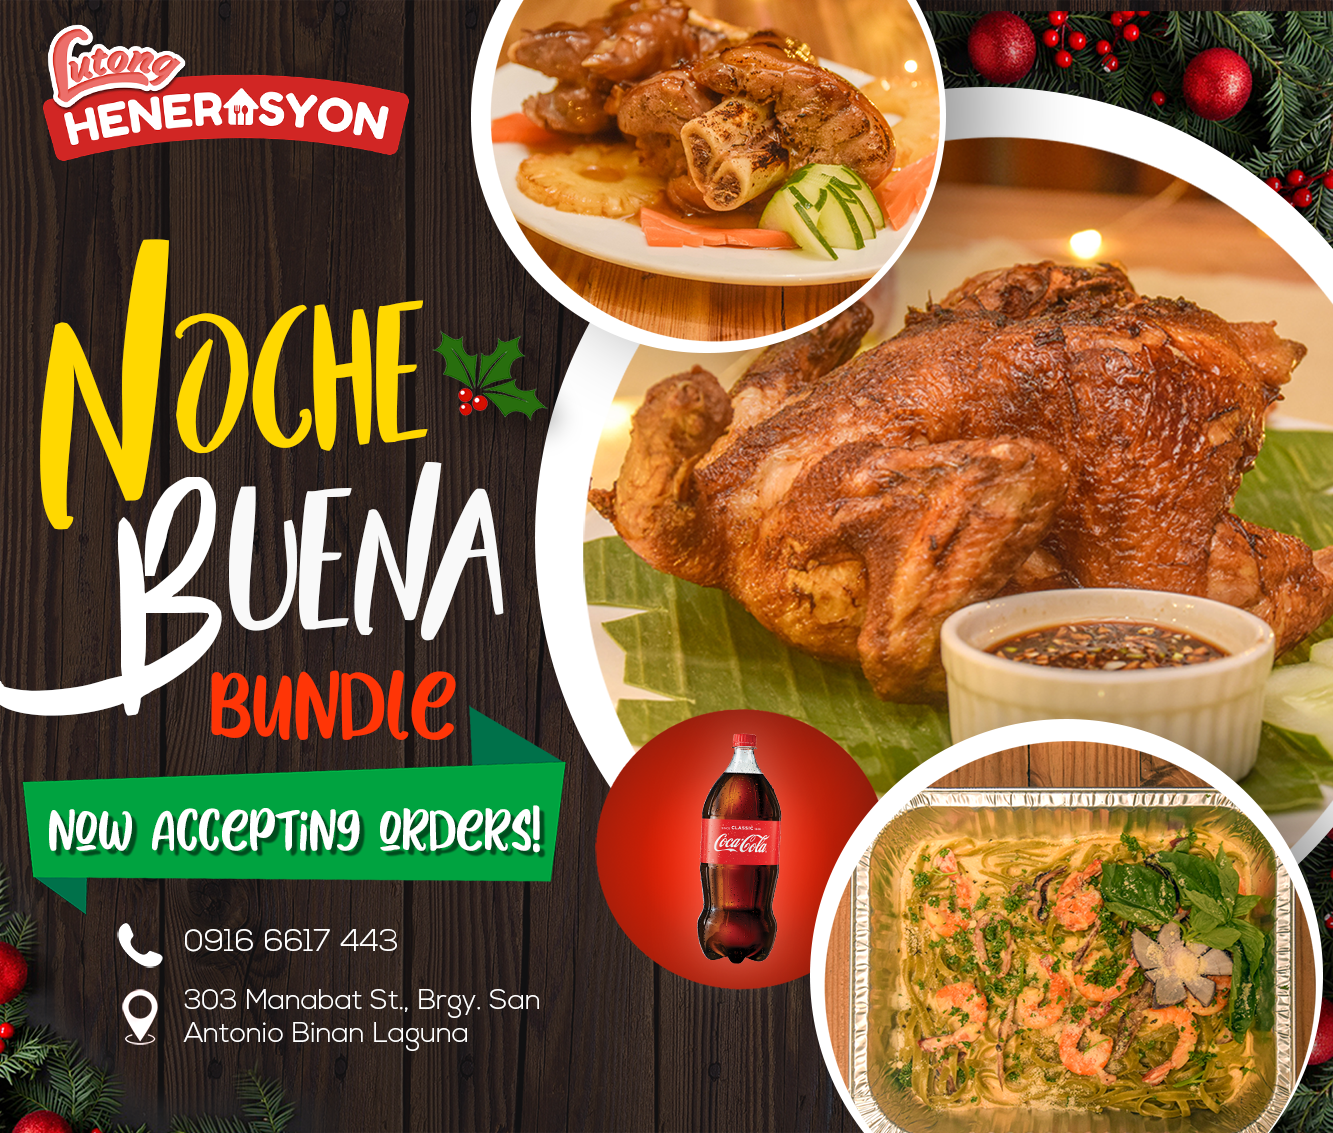 Lutong
HENERASYON
NOCHE
BUENA
BUNDLE
NOW ACCEPTING ORDERS!
0916 6617 443
303 Manabat St., Brgy. San
Antonio Binan Laguna
CLASSIC
Coca-Cola